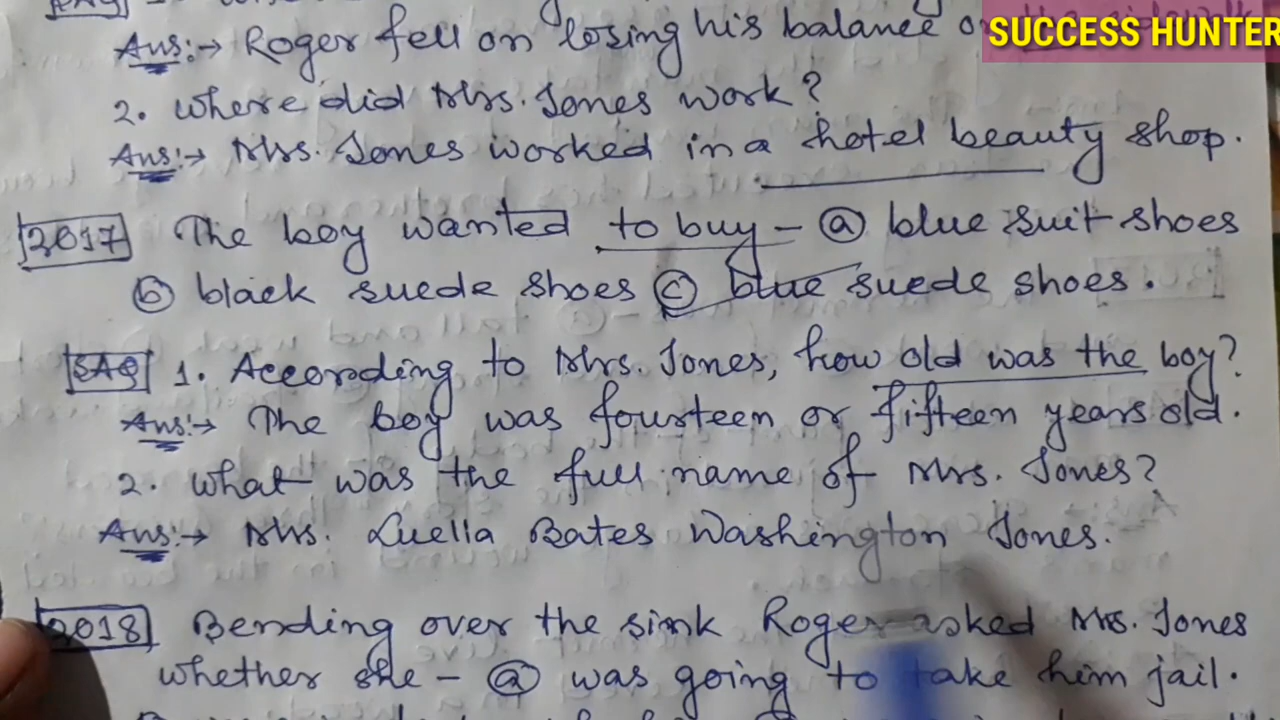 SUCCESS HUNTER
Ans:→ Roger fell on losing his balance
2. Where did Mrs. Jones work?
Ans:→ Mrs. Jones worked in a hotel beauty shop.
2017 The boy wanted to buy – ⓐ blue suit shoes
ⓑ black suede shoes ⓒ blue suede shoes.
SAQ 1. According to Mrs. Jones, how old was the boy?
Ans:→ The boy was fourteen or fifteen years old.
2. What was the full name of Mrs. Jones?
Ans:→ Mrs. Luella Bates Washington Jones.
2018 Bending over the sink Roger asked Mrs. Jones
whether she – ⓐ was going to take him jail.